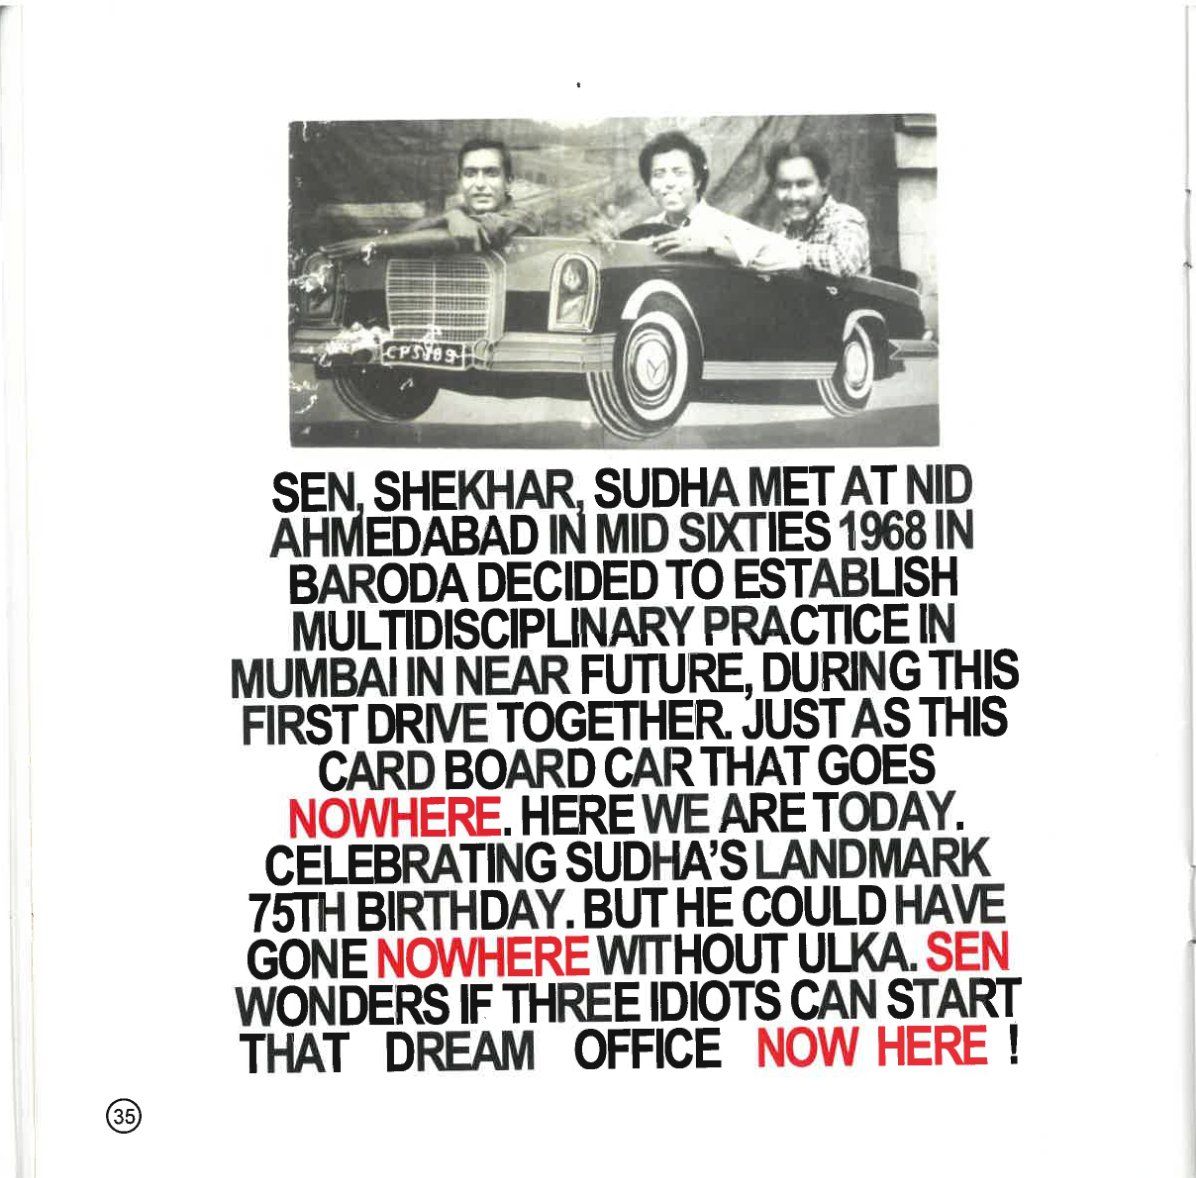 CP5889
SEN, SHEKHAR, SUDHA MET AT NID
AHMEDABAD IN MID SIXTIES 1968 IN
BARODA DECIDED TO ESTABLISH
MULTIDISCIPLINARY PRACTICE IN
MUMBAI IN NEAR FUTURE, DURING THIS
FIRST DRIVE TOGETHER. JUST AS THIS
CARD BOARD CAR THAT GOES
NOWHERE. HERE WE ARE TODAY.
CELEBRATING SUDHA'S LANDMARK
75TH BIRTHDAY. BUT HE COULD HAVE
GONE NOWHERE WITHOUT ULKA. SEN
WONDERS IF THREE IDIOTS CAN START
THAT DREAM OFFICE NOW HERE !
35